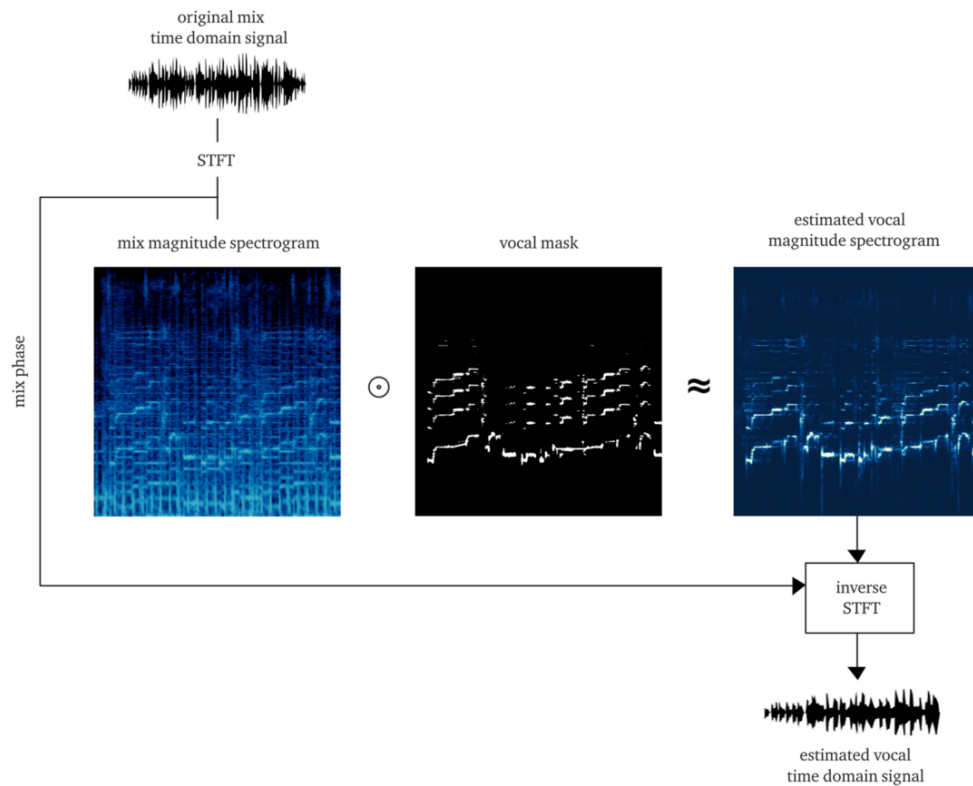 original mix
time domain signal
STFT
mix magnitude spectrogram
vocal mask
estimated vocal
magnitude spectrogram
mix phase
⊙
≈
inverse
STFT
estimated vocal
time domain signal